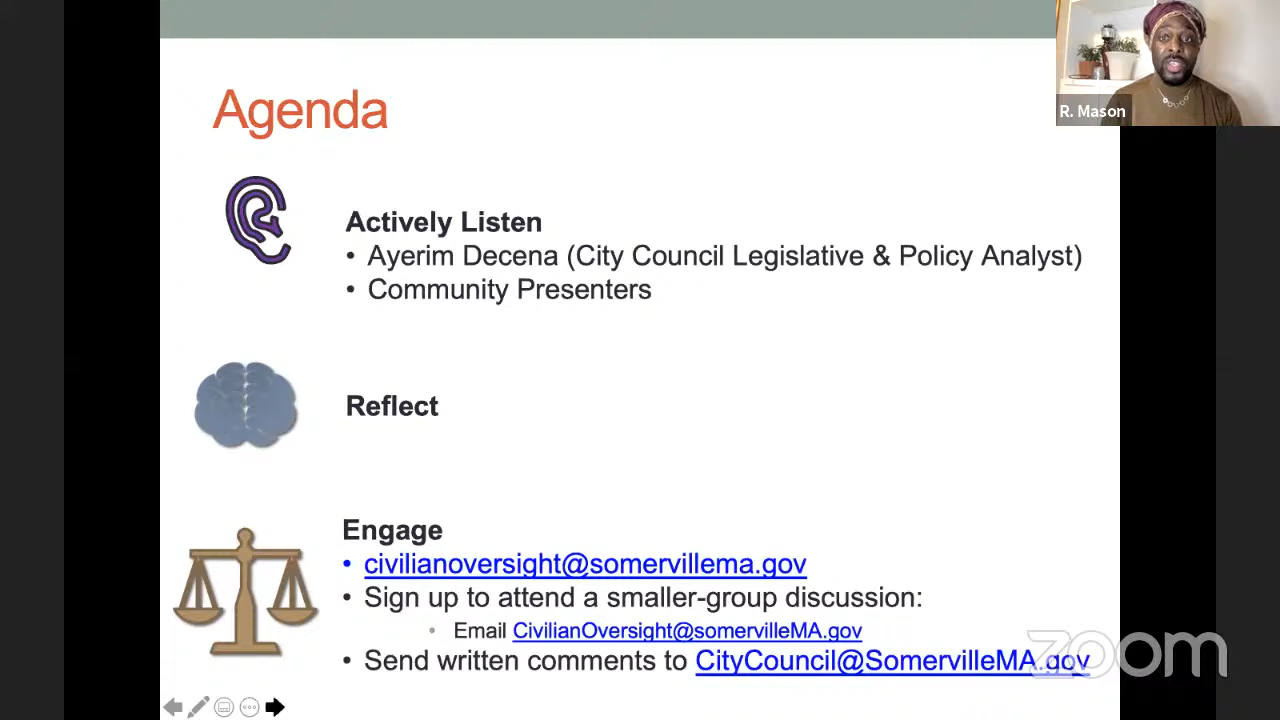 Agenda
R. Mason
Actively Listen
• Ayerim Decena (City Council Legislative & Policy Analyst)
• Community Presenters
Reflect
Engage
• civilianoversight@somervillema.gov
• Sign up to attend a smaller-group discussion:
• Email CivilianOversight@somervilleMA.gov
• Send written comments to CityCouncil@SomervilleMA.gov
zoom